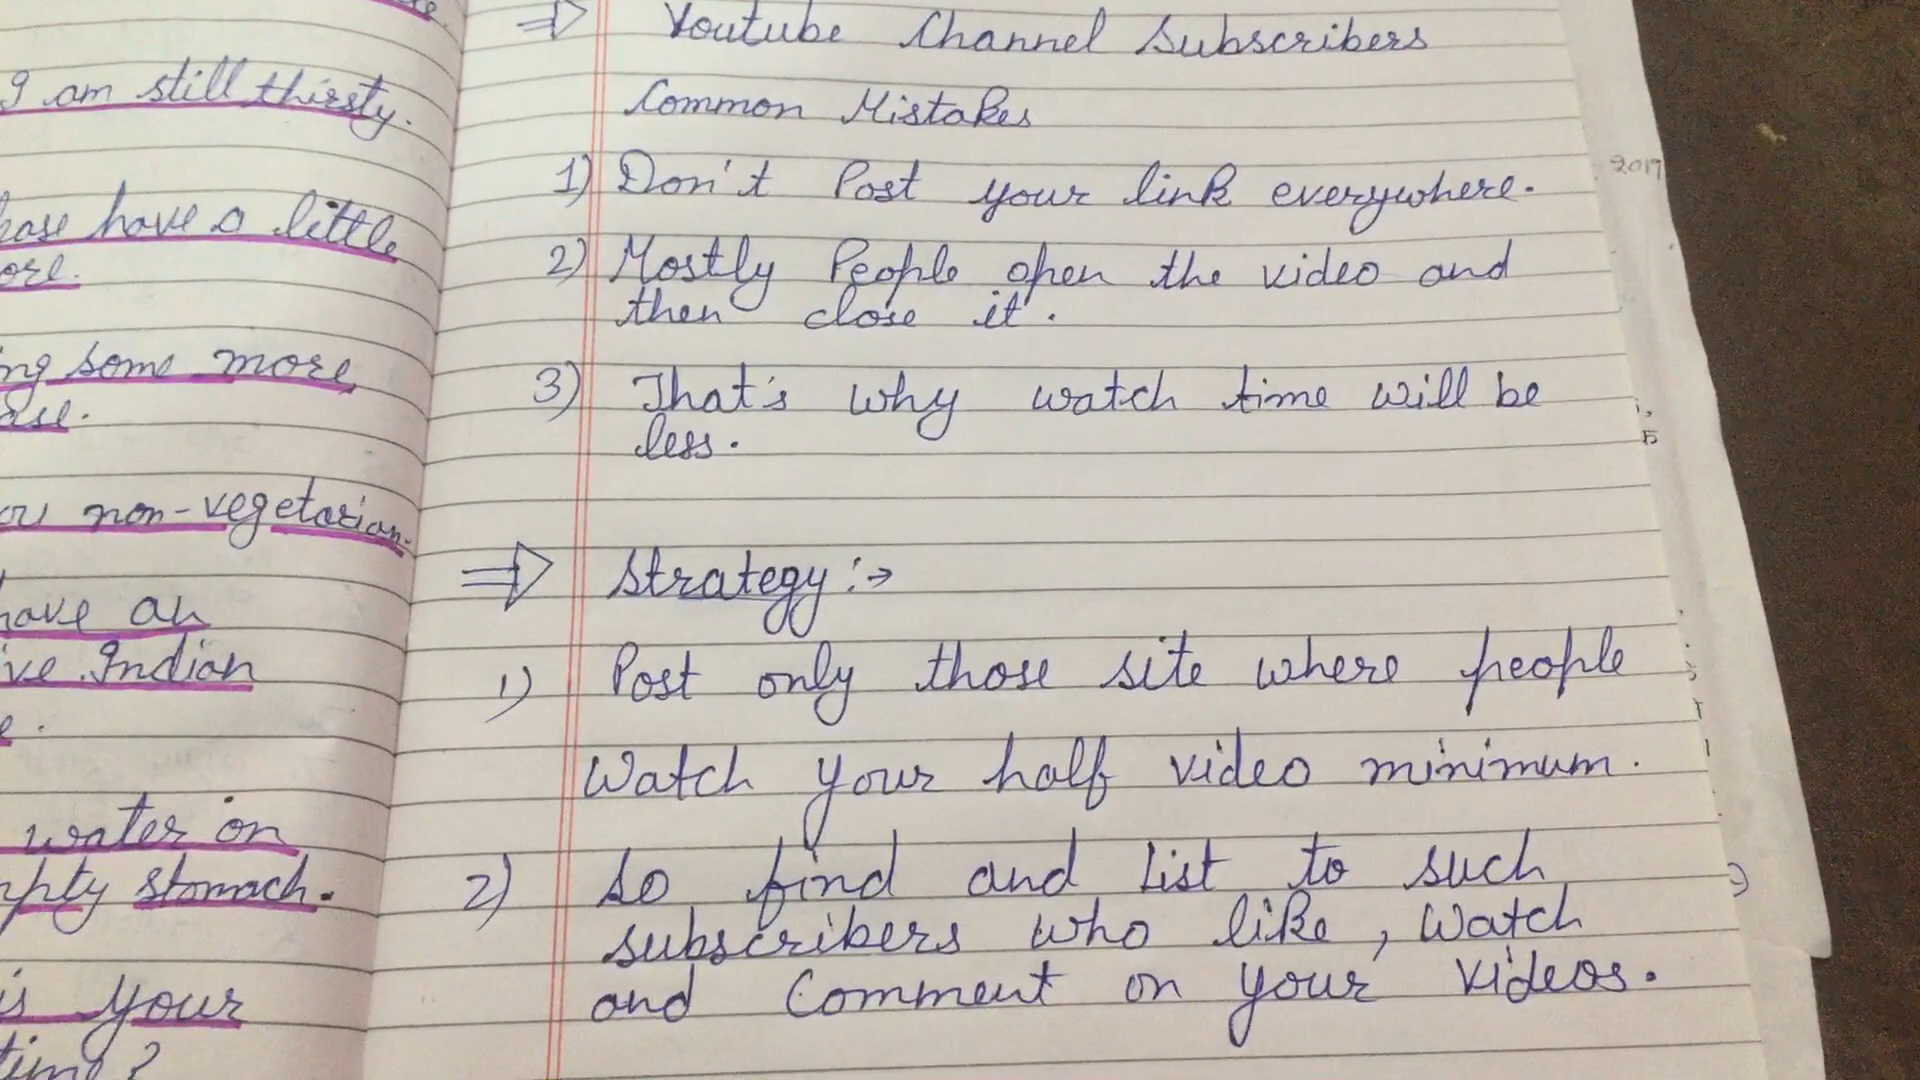 I am still thirsty.
have a little
some more
non-vegetarian.
have an
Indian
water on
stomach.
is your
time?
⇒ Youtube Channel Subscribers
Common Mistakes
1) Don't Post your link everywhere.
2) Mostly People open the video and
then close it.
3) That's why watch time will be
less.
⇒ Strategy :→
1) Post only those site where people
Watch your half video minimum.
2) So find and List to such
subscribers who like, Watch
and Comment on your videos.
2017